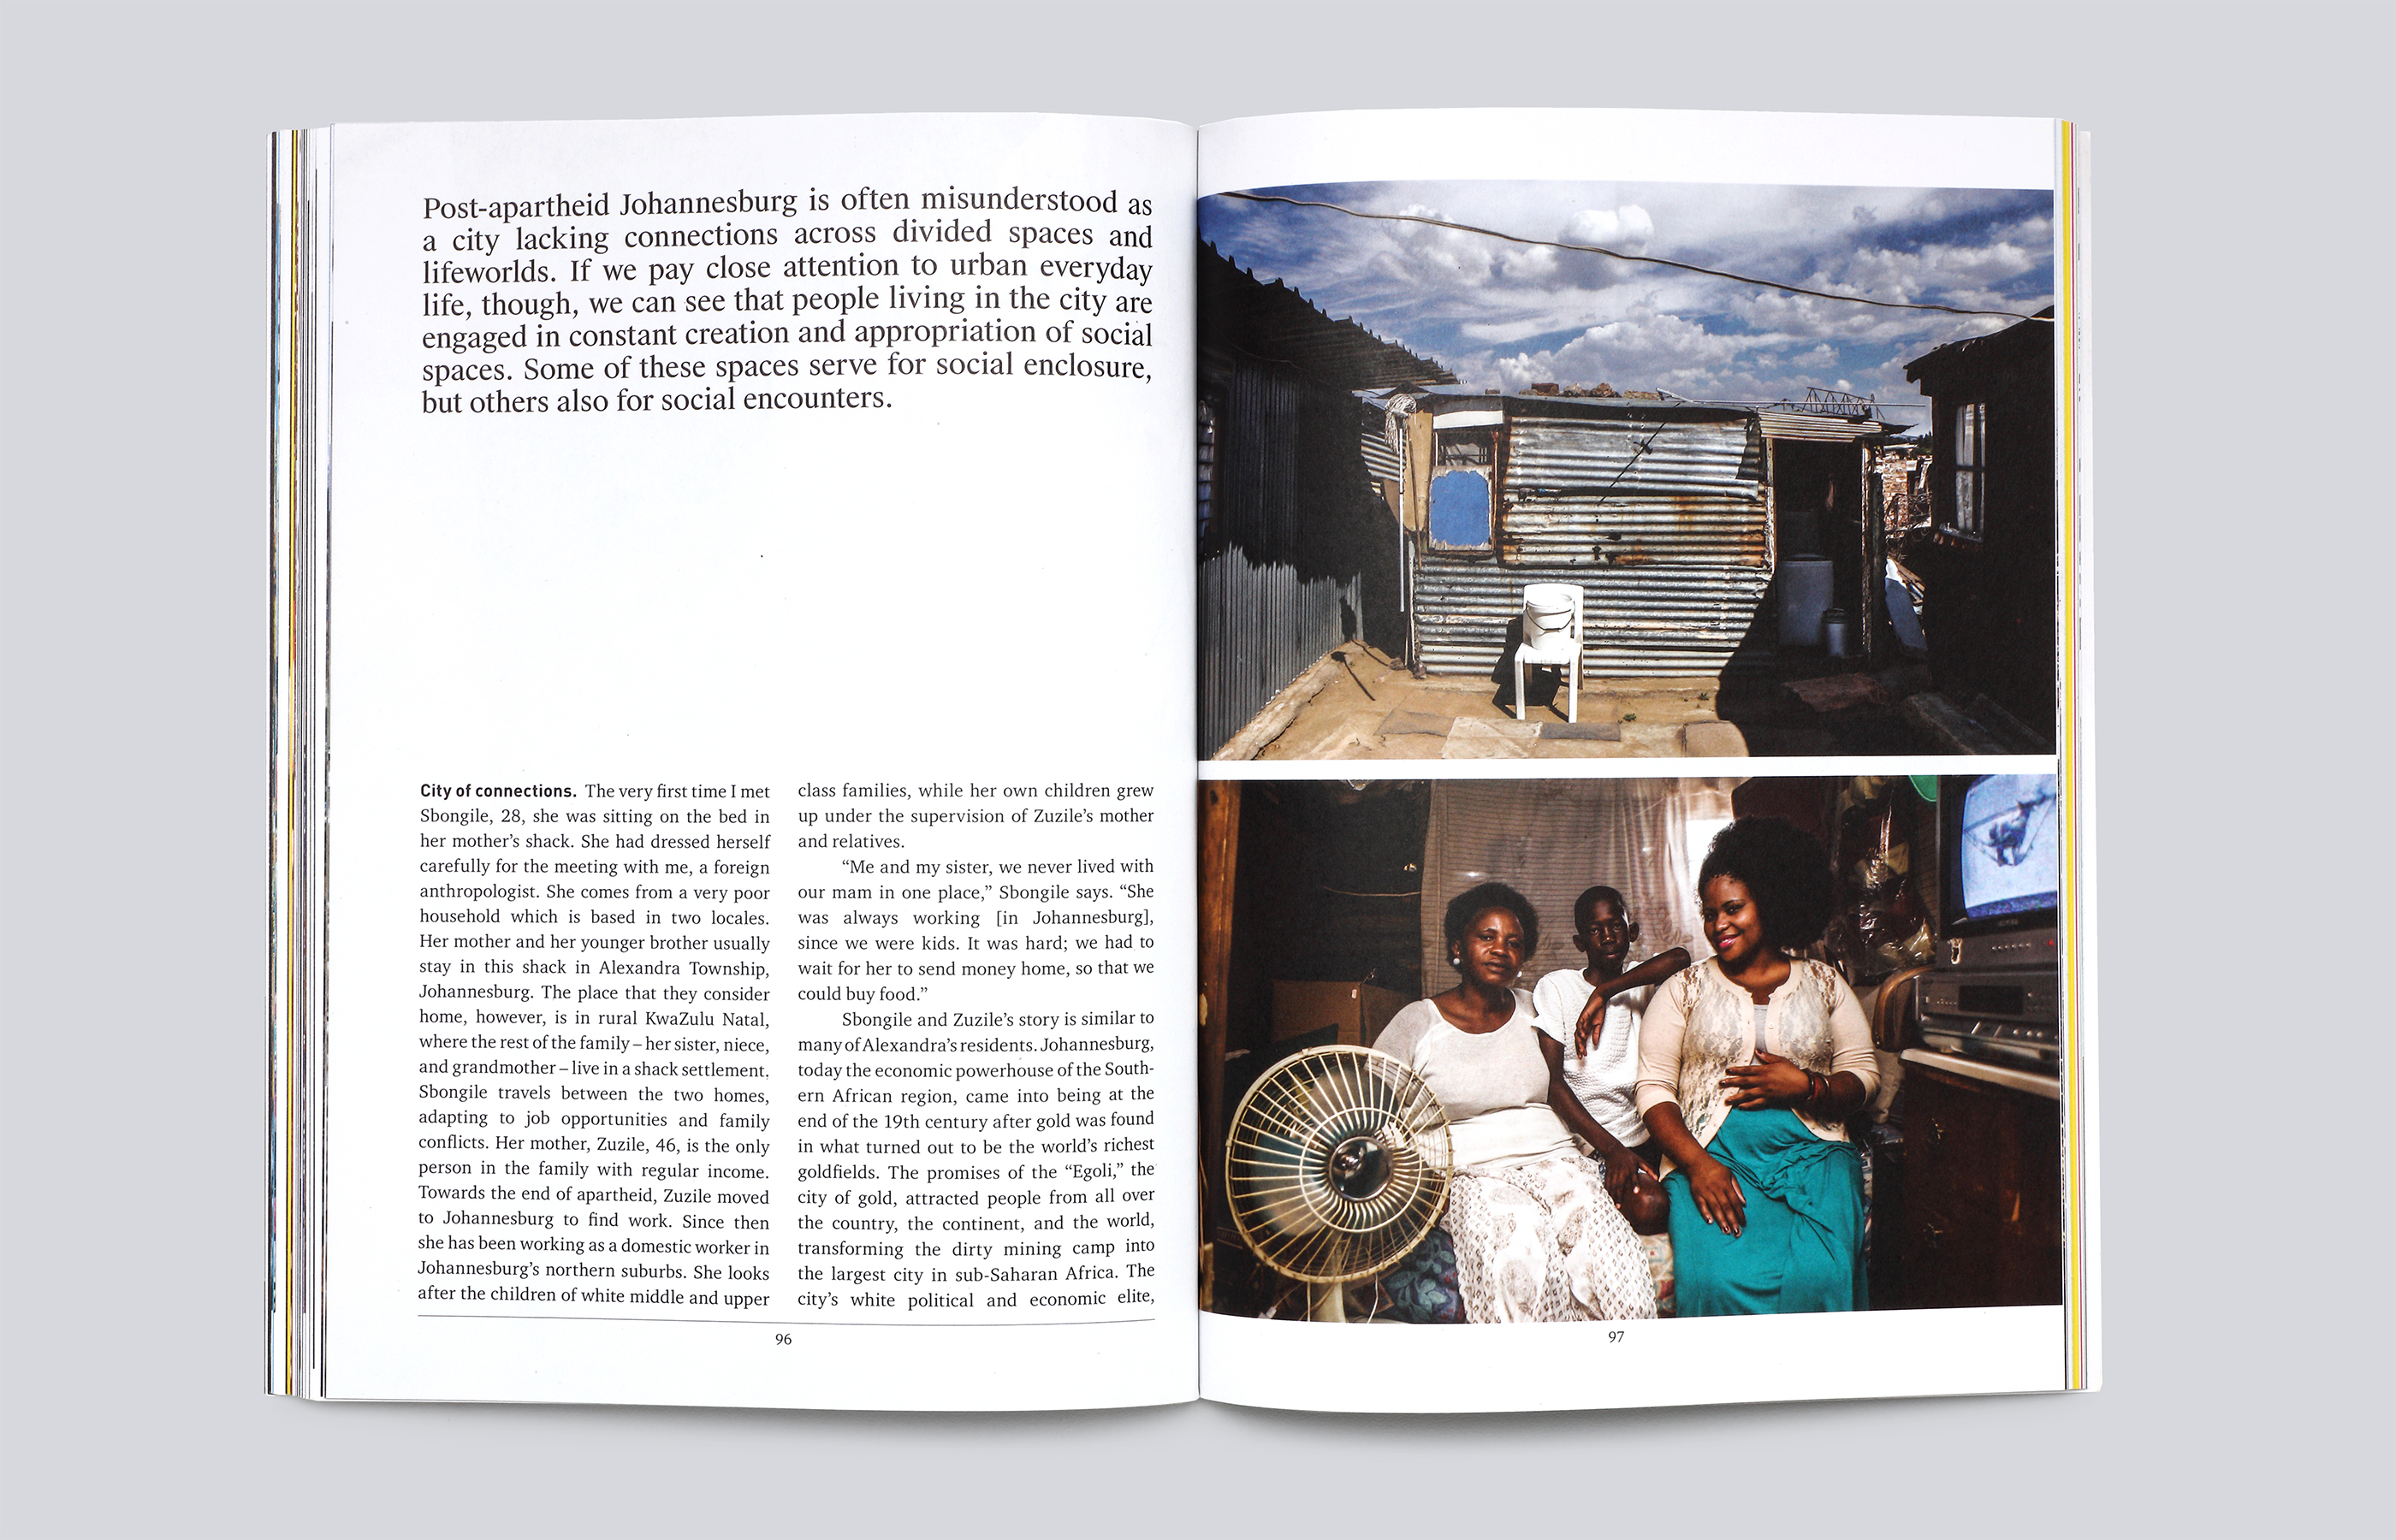 Post-apartheid Johannesburg is often misunderstood as
a city lacking connections across divided spaces and
lifeworlds. If we pay close attention to urban everyday
life, though, we can see that people living in the city are
engaged in constant creation and appropriation of social
spaces. Some of these spaces serve for social enclosure,
but others also for social encounters.
City of connections. The very first time I met
Sbongile, 28, she was sitting on the bed in
her mother’s shack. She had dressed herself
carefully for the meeting with me, a foreign
anthropologist. She comes from a very poor
household which is based in two locales.
Her mother and her younger brother usually
stay in this shack in Alexandra Township,
Johannesburg. The place that they consider
home, however, is in rural KwaZulu Natal,
where the rest of the family – her sister, niece,
and grandmother – live in a shack settlement.
Sbongile travels between the two homes,
adapting to job opportunities and family
conflicts. Her mother, Zuzile, 46, is the only
person in the family with regular income.
Towards the end of apartheid, Zuzile moved
to Johannesburg to find work. Since then
she has been working as a domestic worker in
Johannesburg’s northern suburbs. She looks
after the children of white middle and upper
class families, while her own children grew
up under the supervision of Zuzile’s mother
and relatives.
“Me and my sister, we never lived with
our mam in one place,” Sbongile says. “She
was always working [in Johannesburg],
since we were kids. It was hard; we had to
wait for her to send money home, so that we
could buy food.”
Sbongile and Zuzile’s story is similar to
many of Alexandra’s residents. Johannesburg,
today the economic powerhouse of the South-
ern African region, came into being at the
end of the 19th century after gold was found
in what turned out to be the world’s richest
goldfields. The promises of the “Egoli,” the
city of gold, attracted people from all over
the country, the continent, and the world,
transforming the dirty mining camp into
the largest city in sub-Saharan Africa. The
city’s white political and economic elite,
96
97